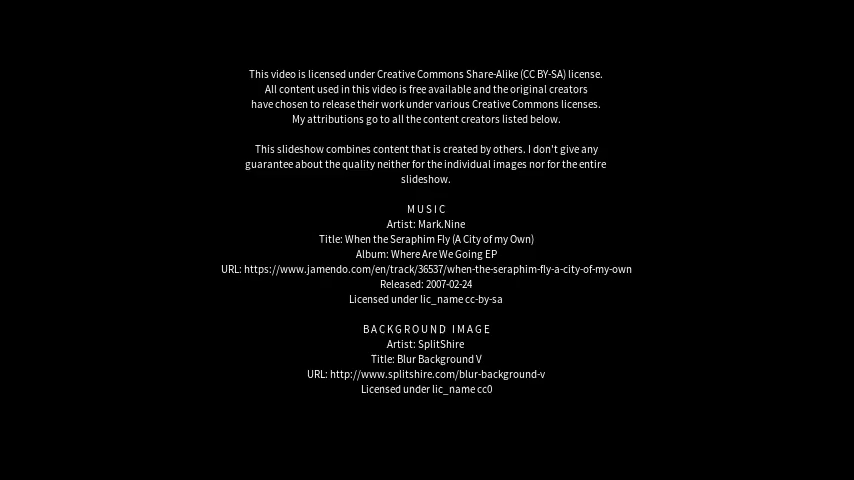 This video is licensed under Creative Commons Share-Alike (CC BY-SA) license.
All content used in this video is free available and the original creators
have chosen to release their work under various Creative Commons licenses.
My attributions go to all the content creators listed below.
This slideshow combines content that is created by others. I don't give any
guarantee about the quality neither for the individual images nor for the entire
slideshow.
MUSIC
Artist: Mark.Nine
Title: When the Seraphim Fly (A City of my Own)
Album: Where Are We Going EP
URL: https://www.jamendo.com/en/track/36537/when-the-seraphim-fly-a-city-of-my-own
Released: 2007-02-24
Licensed under lic_name cc-by-sa
BACKGROUND IMAGE
Artist: SplitShire
Title: Blur Background V
URL: http://www.splitshire.com/blur-background-v
Licensed under lic_name cc0